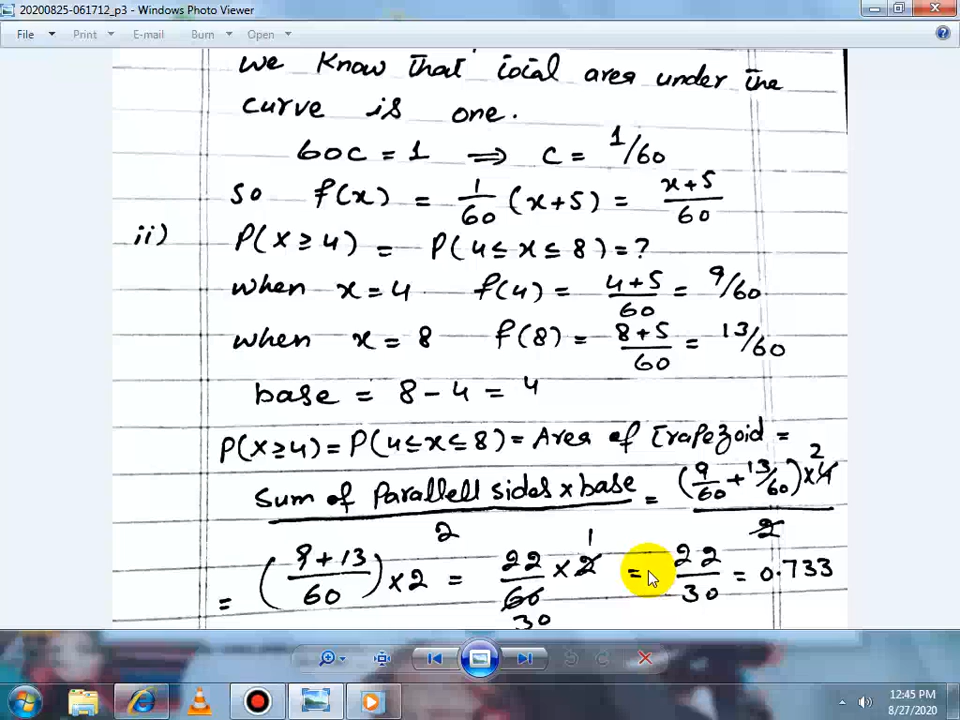 20200825-061712_p3 - Windows Photo Viewer
File Print E-mail Burn Open
we know that total area under the
curve is one.
60c = 1 ⇒ c = 1/60
so f(x) = 1/60 (x+5) = x+5/60
ii) P(X ≥ 4) = P(4 ≤ x ≤ 8) = ?
when x = 4 f(4) = 4+5/60 = 9/60
when x = 8 f(8) = 8+5/60 = 13/60
base = 8 - 4 = 4
P(X≥4) = P(4≤x≤8) = Area of Trapezoid =
Sum of Parallell sides x base / 2 = (9/60 + 13/60) x 4 2 / 2
= (9+13/60) x 2 = 22/60 30 x 2 1 = 22/30 = 0.733
12:45 PM
8/27/2020